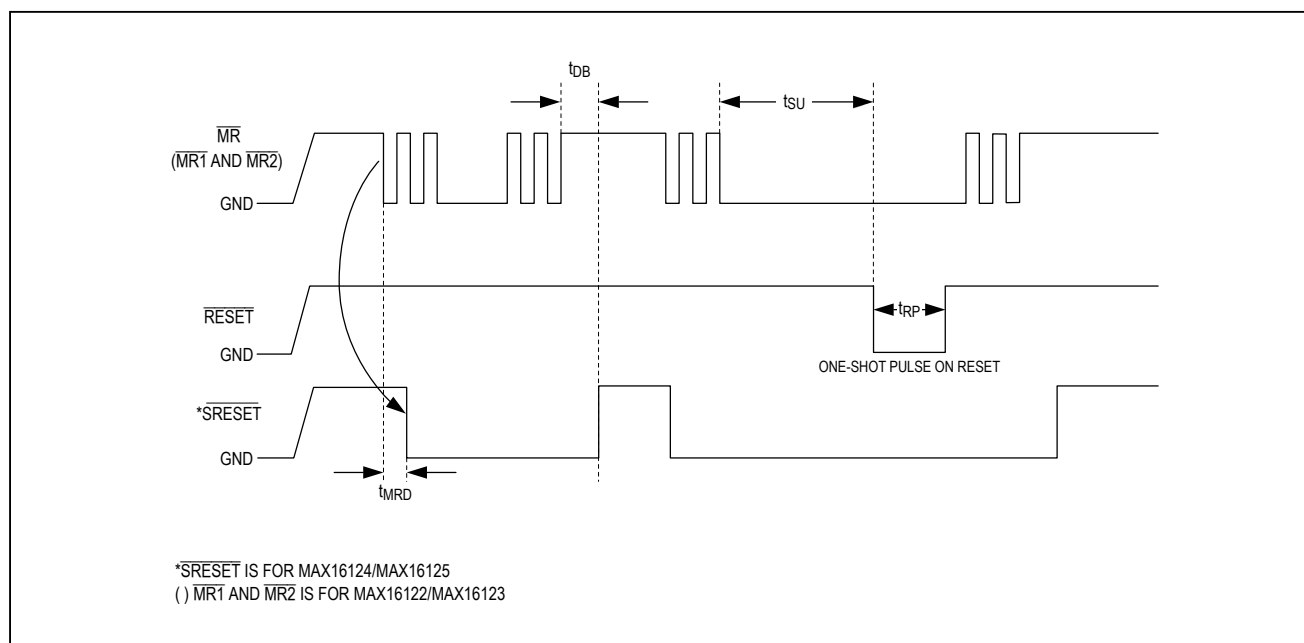 tDB
tSU
MR
(MR1 AND MR2)
GND
RESET
tRP
GND
ONE-SHOT PULSE ON RESET
*SRESET
GND
tMRD
*SRESET IS FOR MAX16124/MAX16125
( ) MR1 AND MR2 IS FOR MAX16122/MAX16123